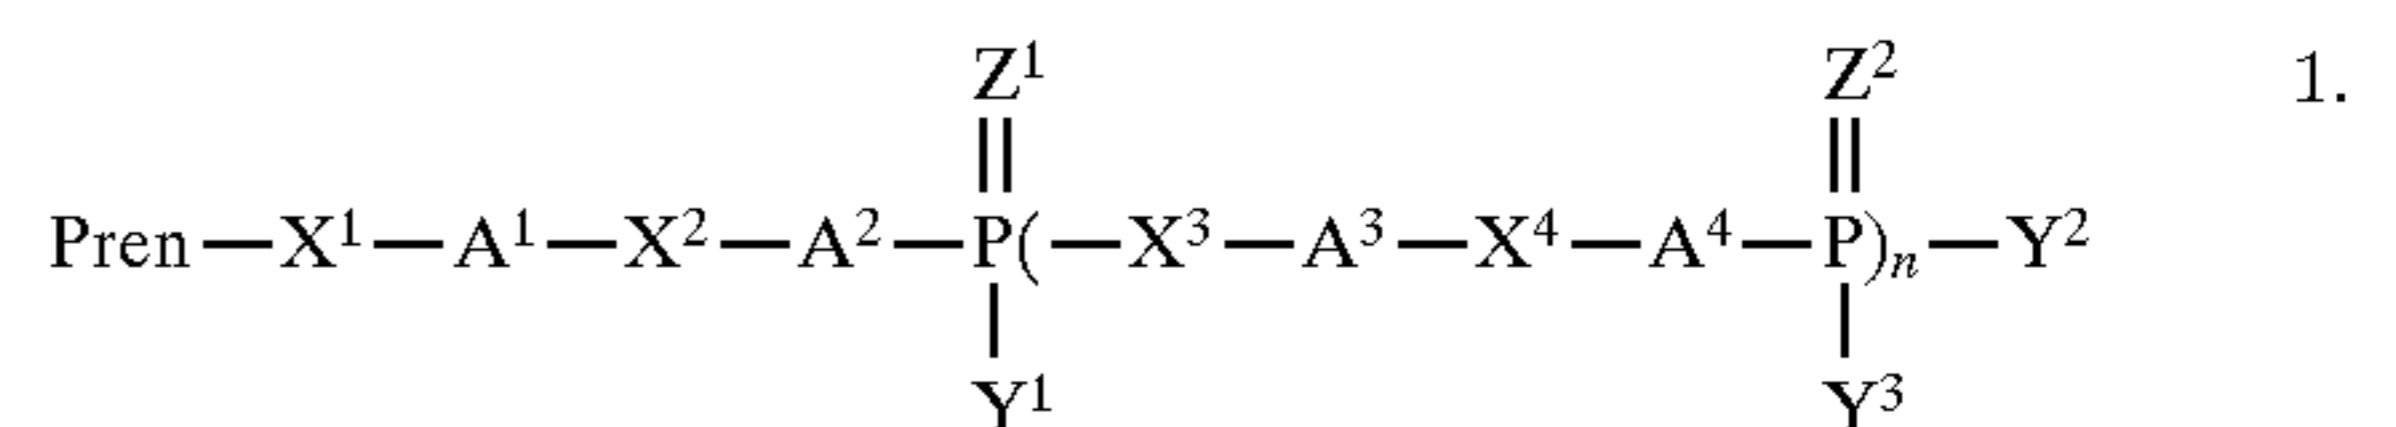 Z¹ Z² 1.
Pren—X¹—A¹—X²—A²—P(—X³—A³—X⁴—A⁴—P)ₙ—Y²
Y¹ Y³